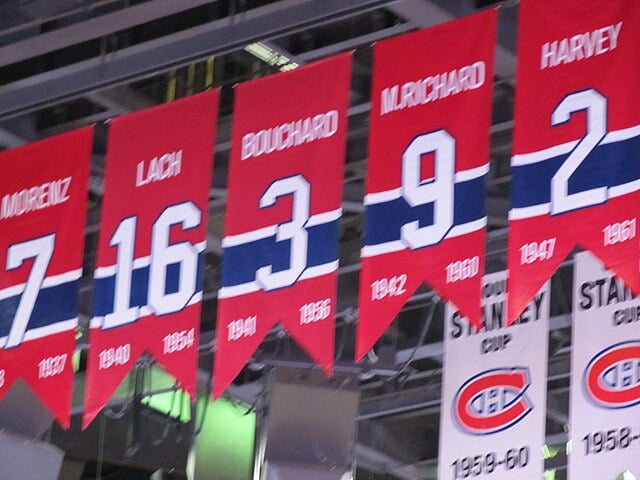 MORENZ
7
1937
LACH
16
1940 1954
BOUCHARD
3
1941 1956
M.RICHARD
9
1942 1960
HARVEY
2
1947 1961
STANLEY
CUP
CH
1959-60
STAN
CUP
CH
1958-